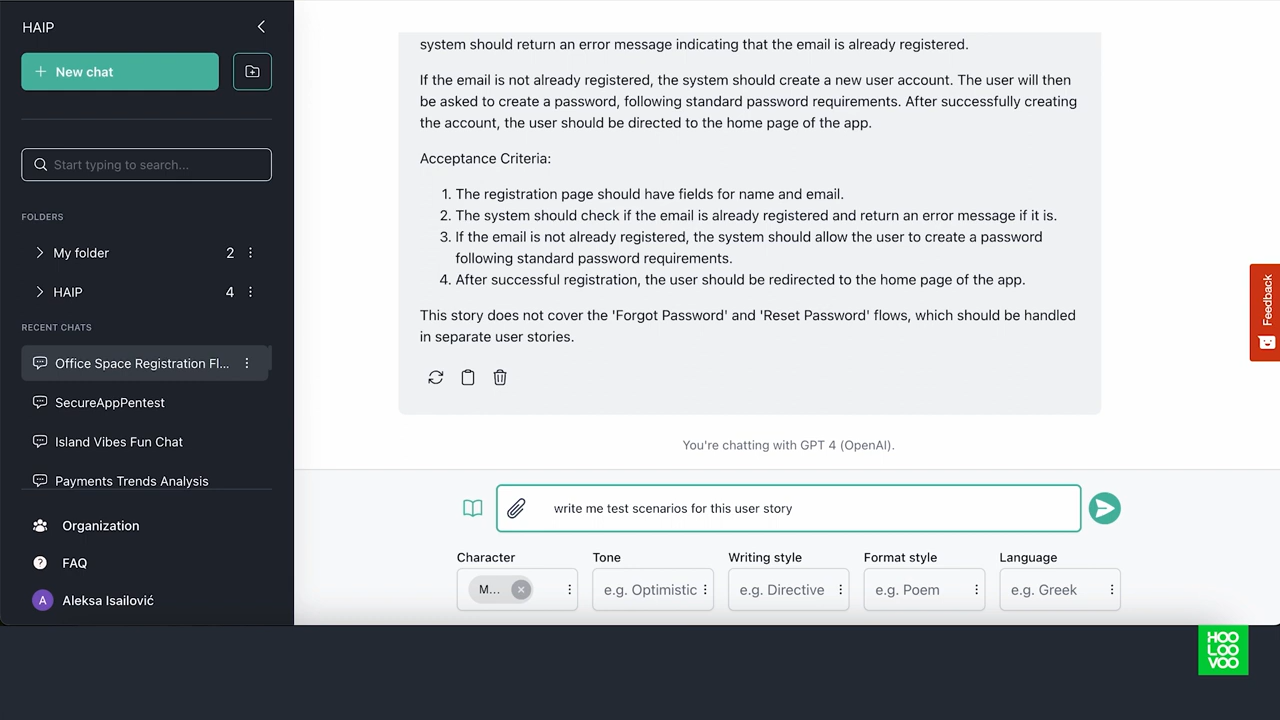 HAIP
New chat
Start typing to search...
FOLDERS
My folder 2
HAIP 4
RECENT CHATS
Office Space Registration Fl...
SecureAppPentest
Island Vibes Fun Chat
Payments Trends Analysis
Organization
? FAQ
A Aleksa Isailović
system should return an error message indicating that the email is already registered.
If the email is not already registered, the system should create a new user account. The user will then
be asked to create a password, following standard password requirements. After successfully creating
the account, the user should be directed to the home page of the app.
Acceptance Criteria:
1. The registration page should have fields for name and email.
2. The system should check if the email is already registered and return an error message if it is.
3. If the email is not already registered, the system should allow the user to create a password
following standard password requirements.
4. After successful registration, the user should be redirected to the home page of the app.
This story does not cover the 'Forgot Password' and 'Reset Password' flows, which should be handled
in separate user stories.
You're chatting with GPT 4 (OpenAI).
write me test scenarios for this user story
Character Tone Writing style Format style Language
M... e.g. Optimistic e.g. Directive e.g. Poem e.g. Greek
Feedback
HOO
LOO
VOO